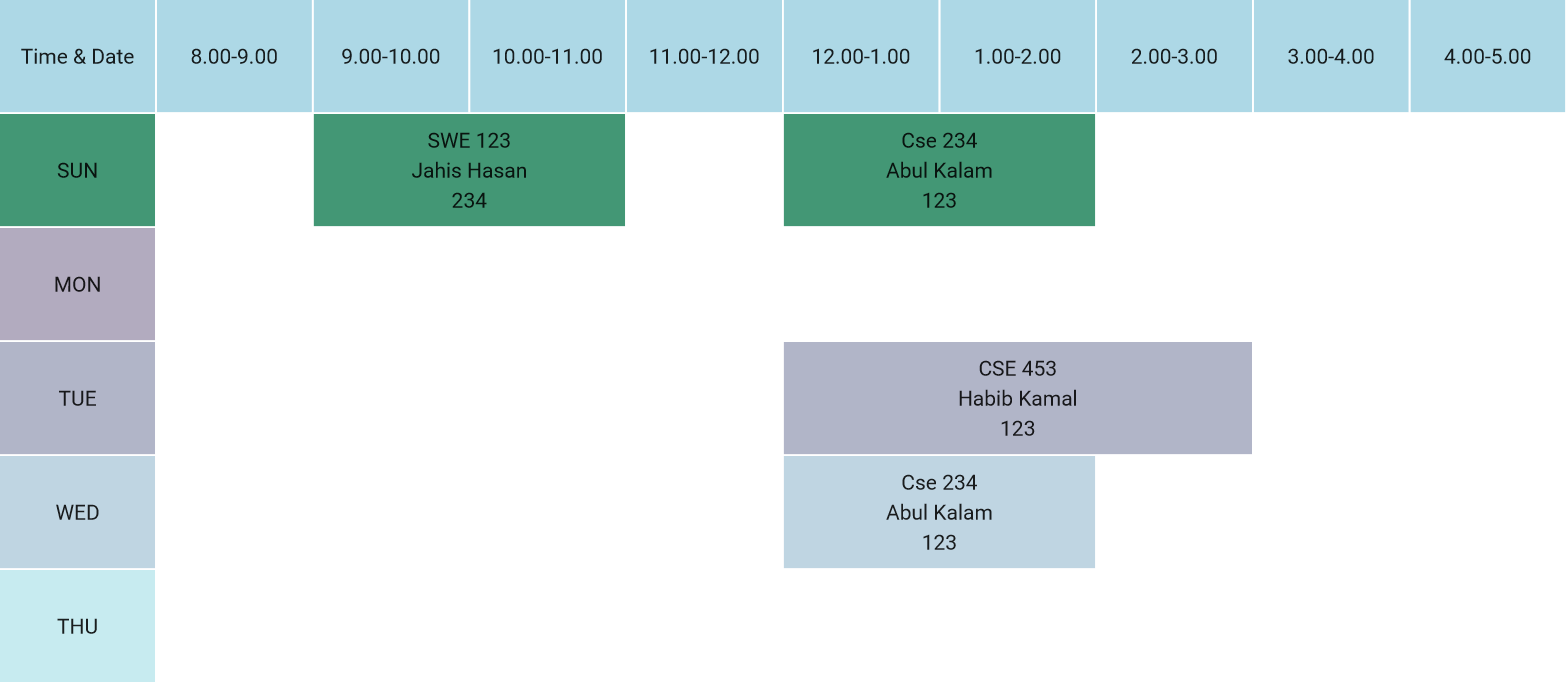 Time & Date
8.00-9.00
9.00-10.00
10.00-11.00
11.00-12.00
12.00-1.00
1.00-2.00
2.00-3.00
3.00-4.00
4.00-5.00
SUN
SWE 123
Jahis Hasan
234
Cse 234
Abul Kalam
123
MON
TUE
CSE 453
Habib Kamal
123
WED
Cse 234
Abul Kalam
123
THU